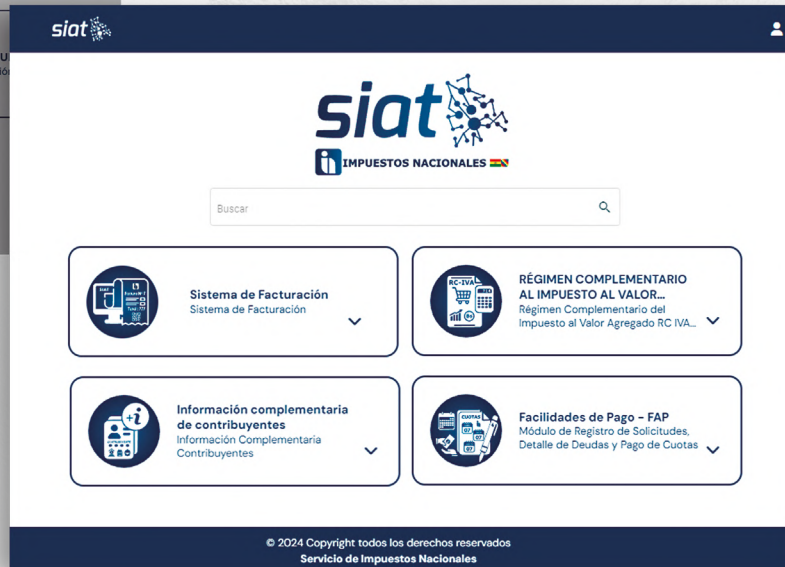 siat
siat
IMPUESTOS NACIONALES
Buscar
Sistema de Facturación
Sistema de Facturación
RC-IVA
RÉGIMEN COMPLEMENTARIO
AL IMPUESTO AL VALOR...
Régimen Complementario del
Impuesto al Valor Agregado RC IVA...
Información complementaria
de contribuyentes
Información Complementaria
Contribuyentes
CUOTAS
Facilidades de Pago - FAP
Módulo de Registro de Solicitudes,
Detalle de Deudas y Pago de Cuotas
© 2024 Copyright todos los derechos reservados
Servicio de Impuestos Nacionales